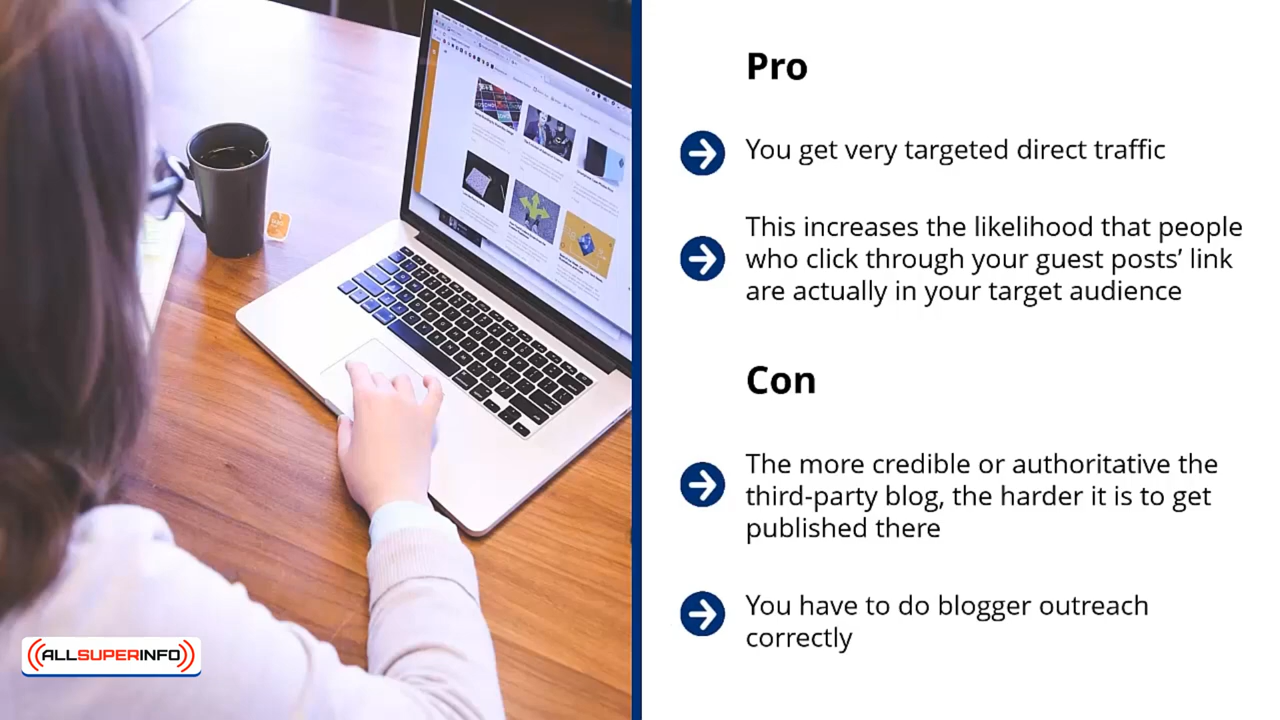 Pro
You get very targeted direct traffic
This increases the likelihood that people
who click through your guest posts’ link
are actually in your target audience
Con
The more credible or authoritative the
third-party blog, the harder it is to get
published there
You have to do blogger outreach
correctly
ALLSUPERINFO